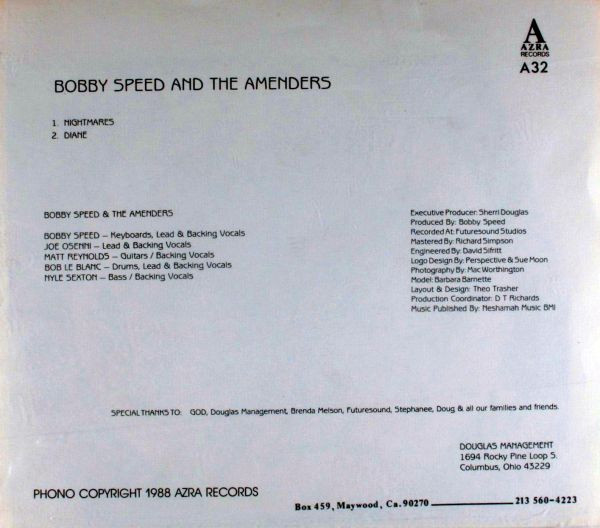 A
AZRA
RECORDS
A32
BOBBY SPEED AND THE AMENDERS
1. NIGHTMARES
2. DIANE
BOBBY SPEED & THE AMENDERS
BOBBY SPEED – Keyboards, Lead & Backing Vocals
JOE OSENNI – Lead & Backing Vocals
MATT REYNOLDS – Guitars / Backing Vocals
BOB LE BLANC – Drums, Lead & Backing Vocals
NYLE SEXTON – Bass / Backing Vocals
Executive Producer: Sherri Douglas
Produced By: Bobby Speed
Recorded At: Futuresound Studios
Mastered By: Richard Simpson
Engineered By: David Sifritt
Logo Design By: Perspective & Sue Moon
Photography By: Mac Worthington
Model: Barbara Barnette
Layout & Design: Theo Trasher
Production Coordinator: D T Richards
Music Published By: Neshamah Music BMI
SPECIAL THANKS TO: GOD, Douglas Management, Brenda Melson, Futuresound, Stephanee, Doug & all our families and friends.
DOUGLAS MANAGEMENT
1694 Rocky Pine Loop S.
Columbus, Ohio 43229
PHONO COPYRIGHT 1988 AZRA RECORDS
Box 459, Maywood, Ca. 90270 213 560-4223